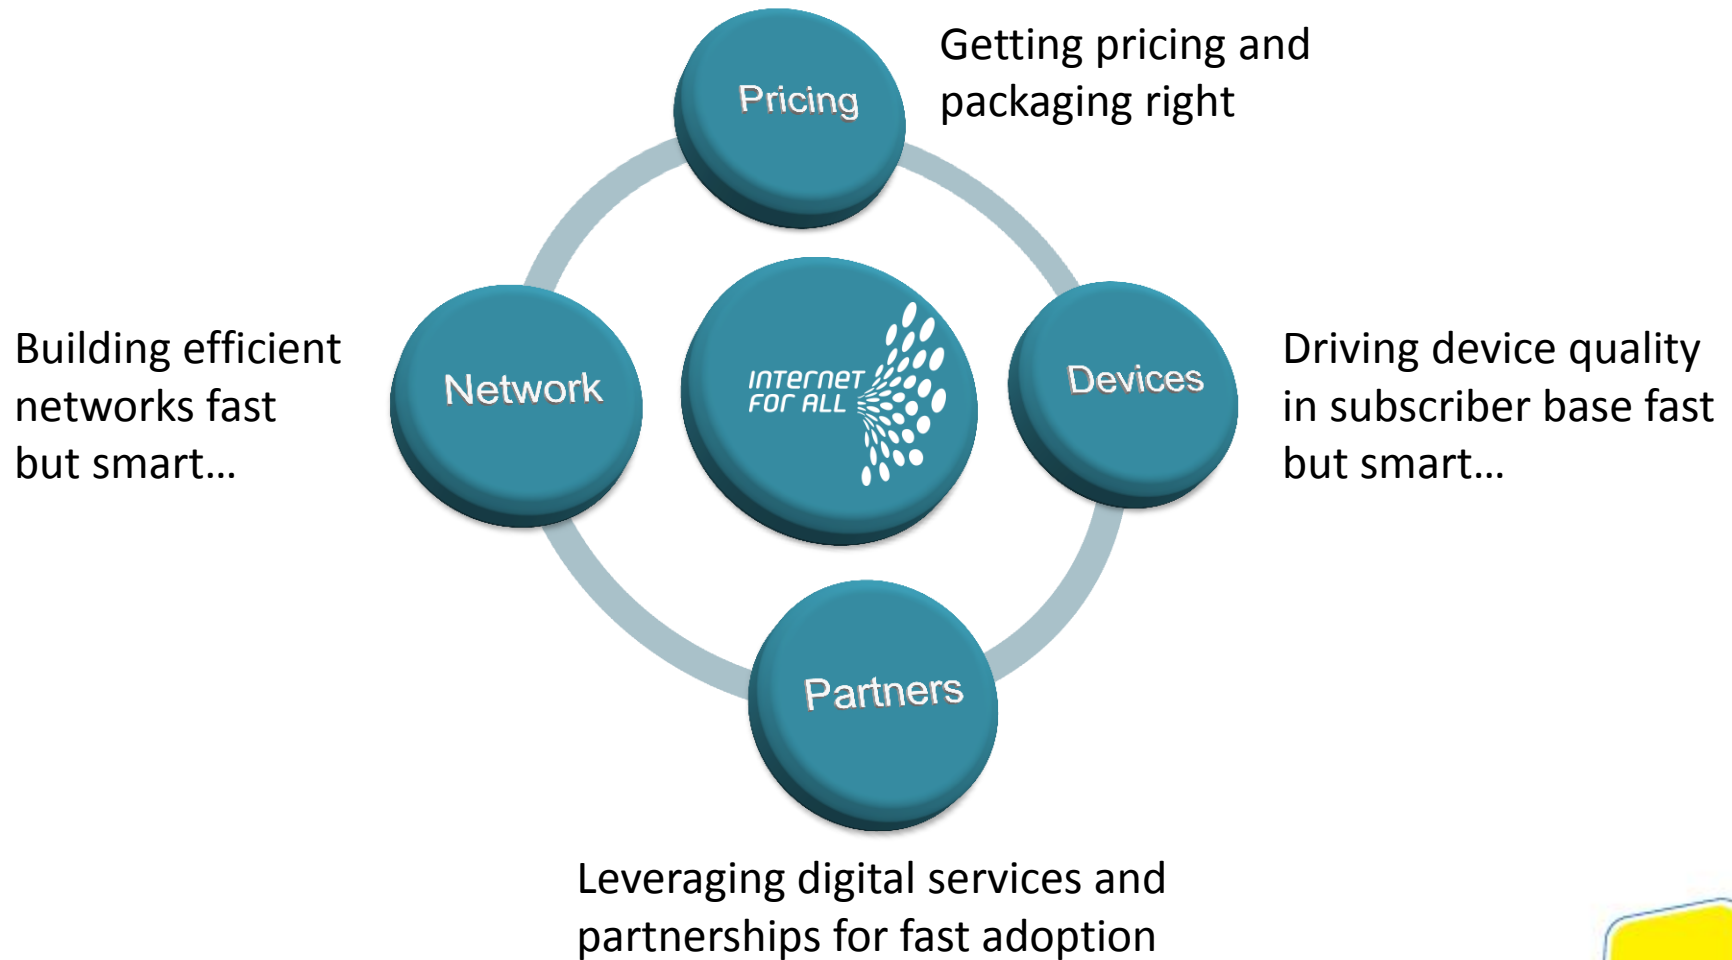 Pricing
Getting pricing and
packaging right
Building efficient
networks fast
but smart…
Network
INTERNET
FOR ALL
Devices
Driving device quality
in subscriber base fast
but smart…
Partners
Leveraging digital services and
partnerships for fast adoption